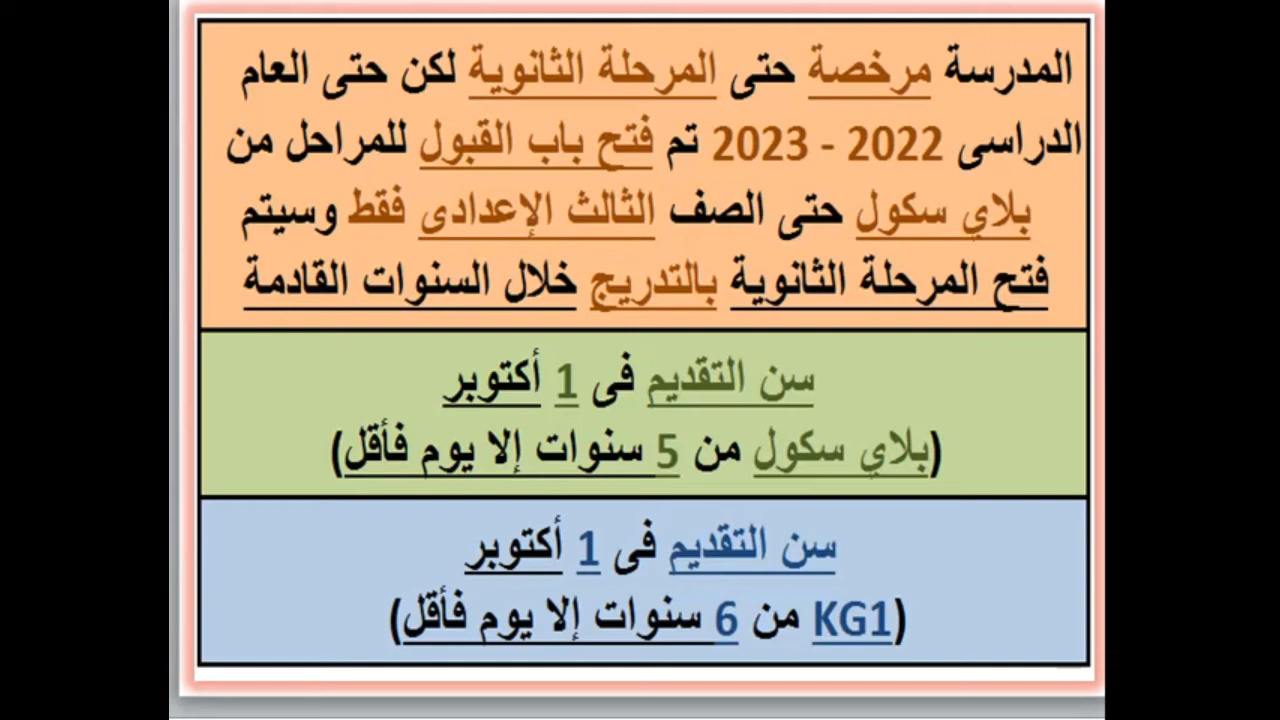 المدرسة مرخصة حتى المرحلة الثانوية لكن حتى العام
الدراسى 2022 - 2023 تم فتح باب القبول للمراحل من
بلاي سكول حتى الصف الثالث الإعدادى فقط وسيتم
فتح المرحلة الثانوية بالتدريج خلال السنوات القادمة
سن التقديم فى 1 أكتوبر
(بلاي سكول من 5 سنوات إلا يوم فأقل)
سن التقديم فى 1 أكتوبر
(KG1 من 6 سنوات إلا يوم فأقل)